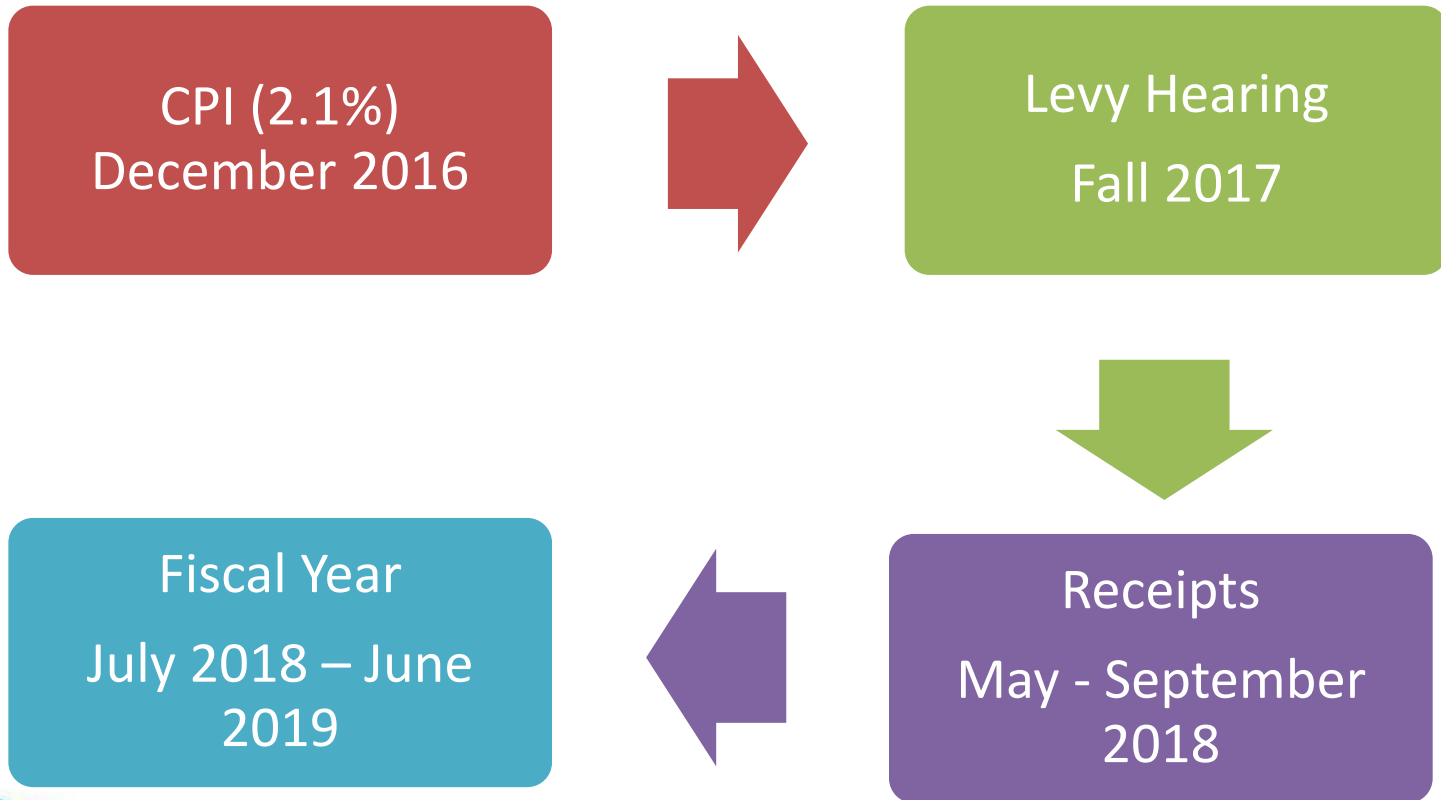 CPI (2.1%)
December 2016
Levy Hearing
Fall 2017
Receipts
May - September
2018
Fiscal Year
July 2018 – June
2019